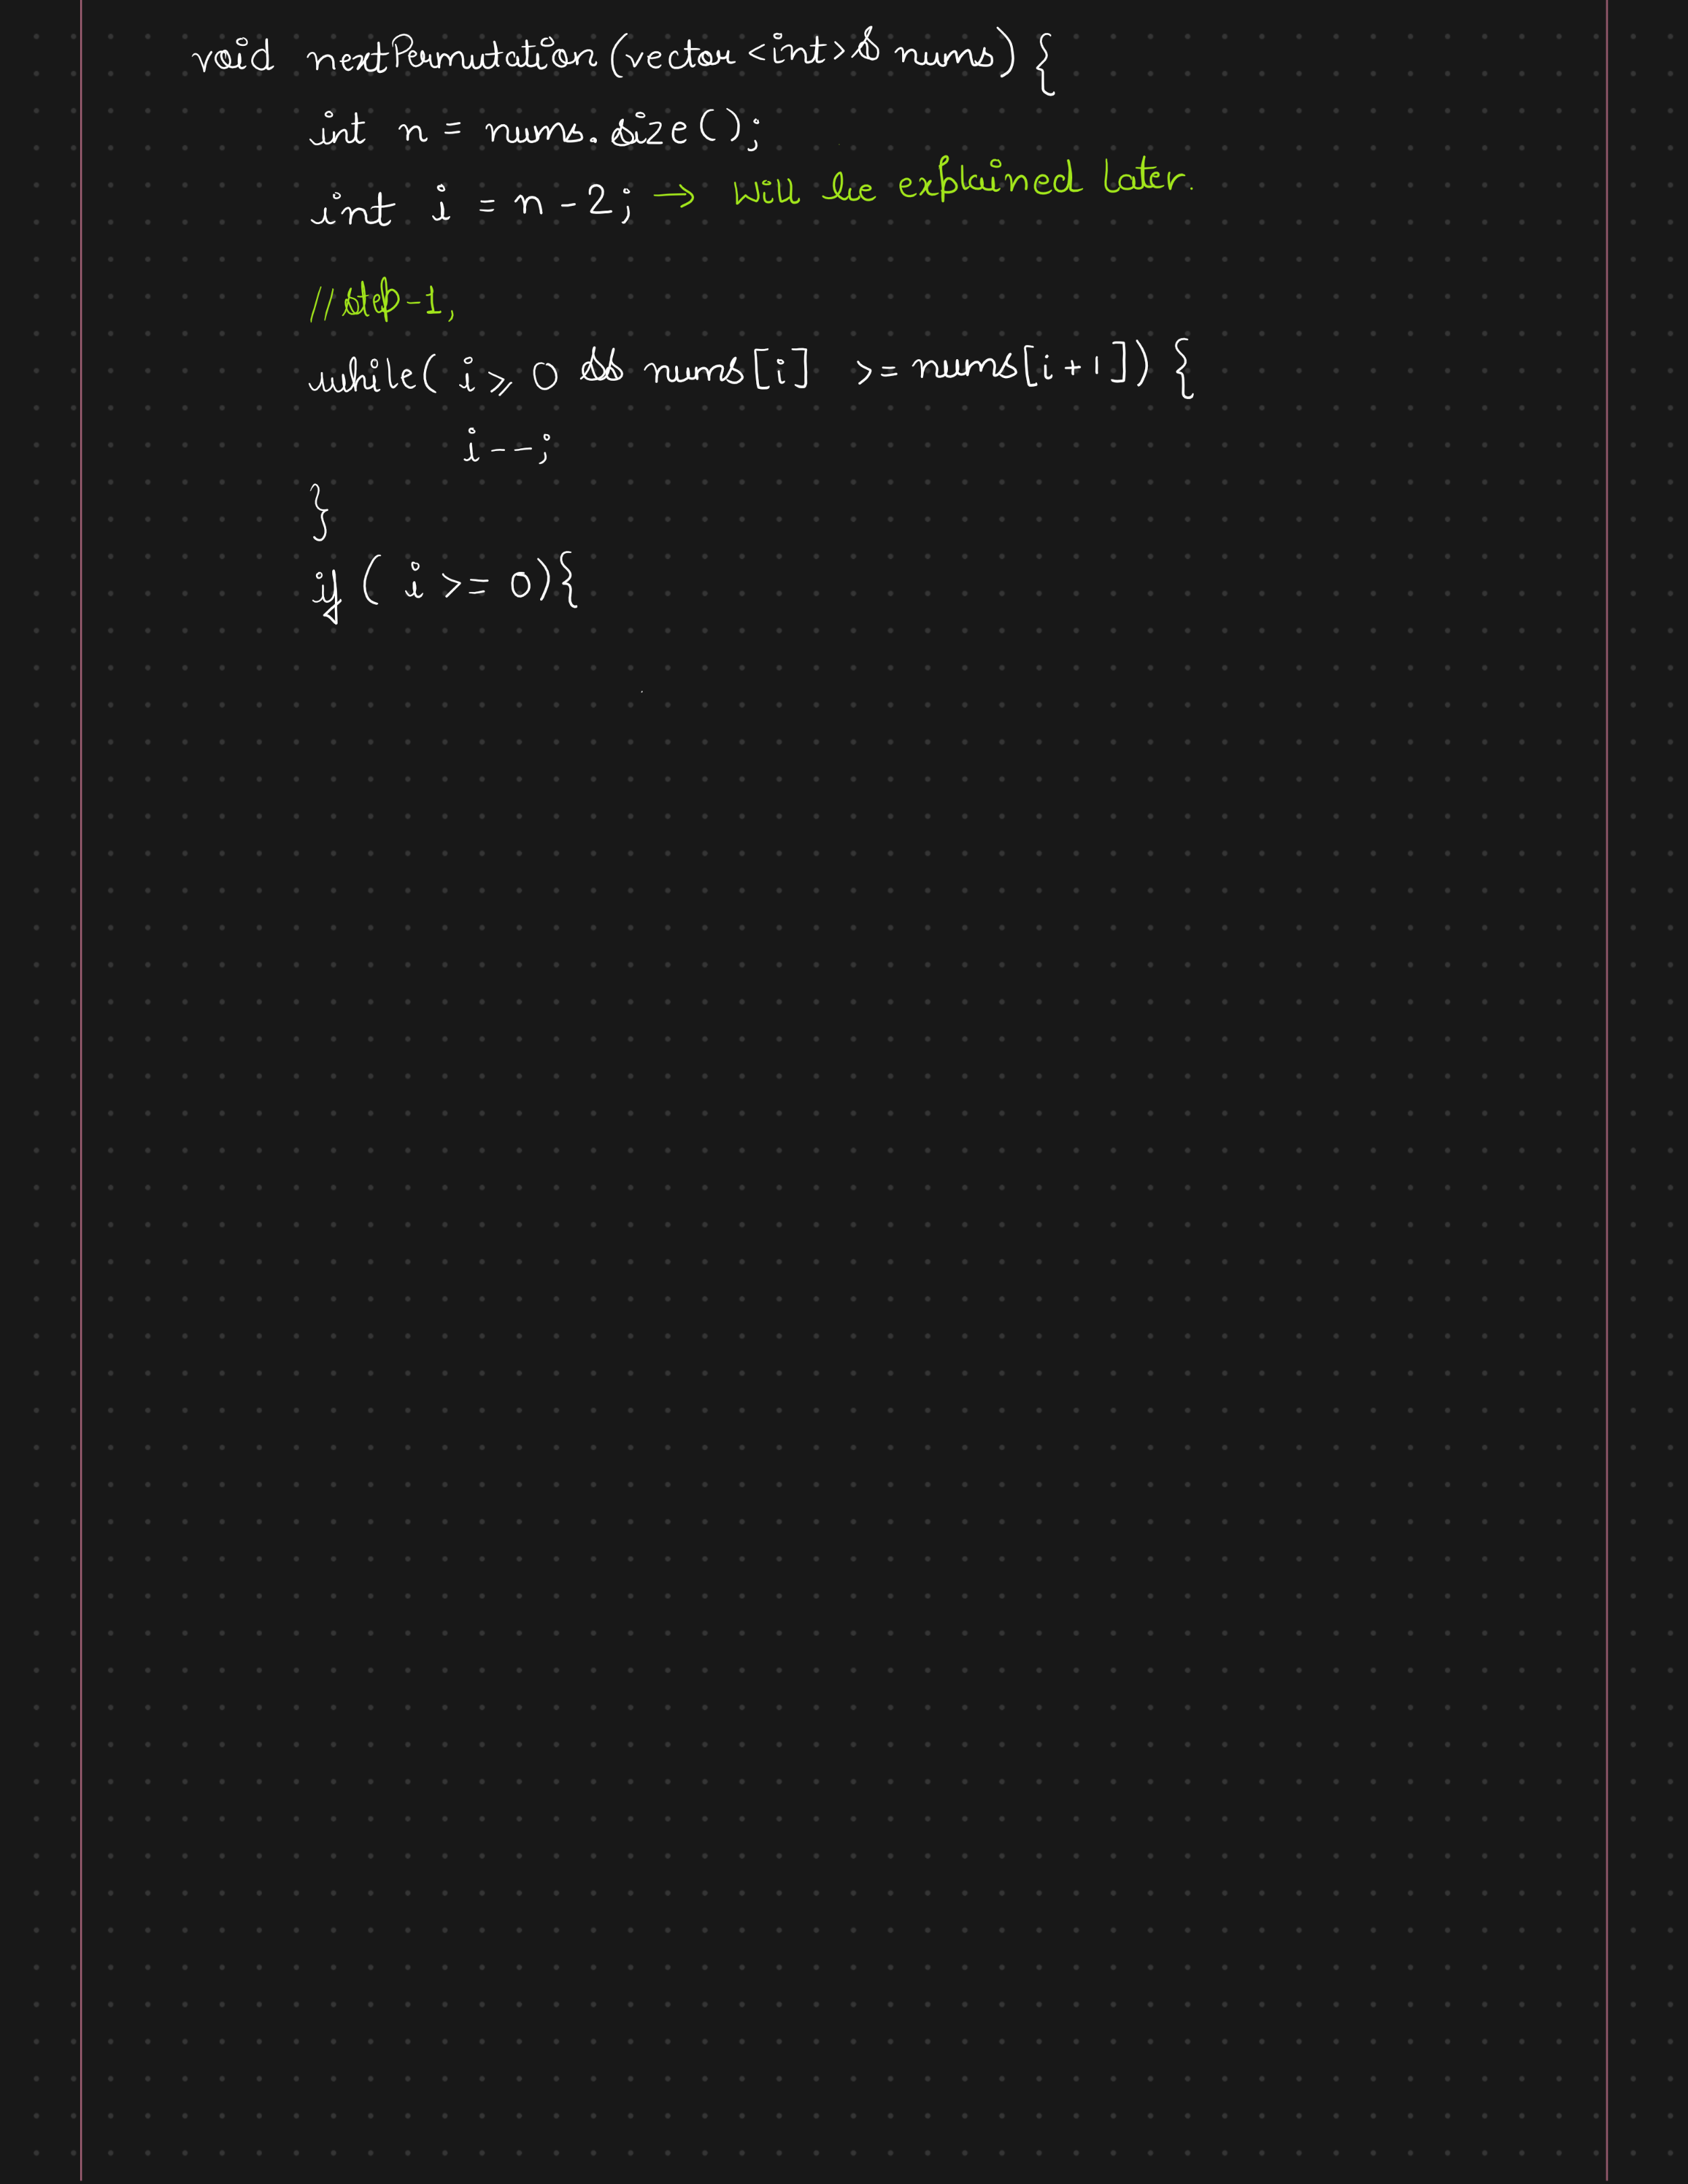 void nextPermutation(vector<int>& nums) {
int n = nums.size();
int i = n - 2; → Will be explained later.
// step-1,
while( i ⩾ 0 && nums[i] >= nums[i+1]) {
i--;
}
if ( i >= 0){